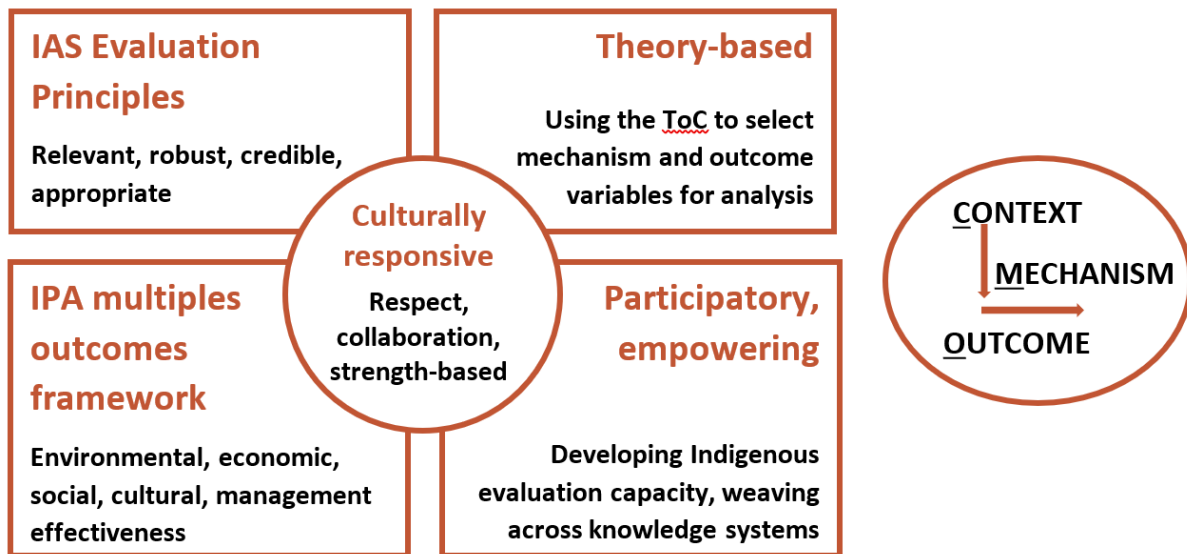 IAS Evaluation
Principles
Relevant, robust, credible,
appropriate
Theory-based
Using the ToC to select
mechanism and outcome
variables for analysis
Culturally
responsive
Respect,
collaboration,
strength-based
IPA multiples
outcomes
framework
Environmental, economic,
social, cultural, management
effectiveness
Participatory,
empowering
Developing Indigenous
evaluation capacity, weaving
across knowledge systems
CONTEXT
MECHANISM
OUTCOME